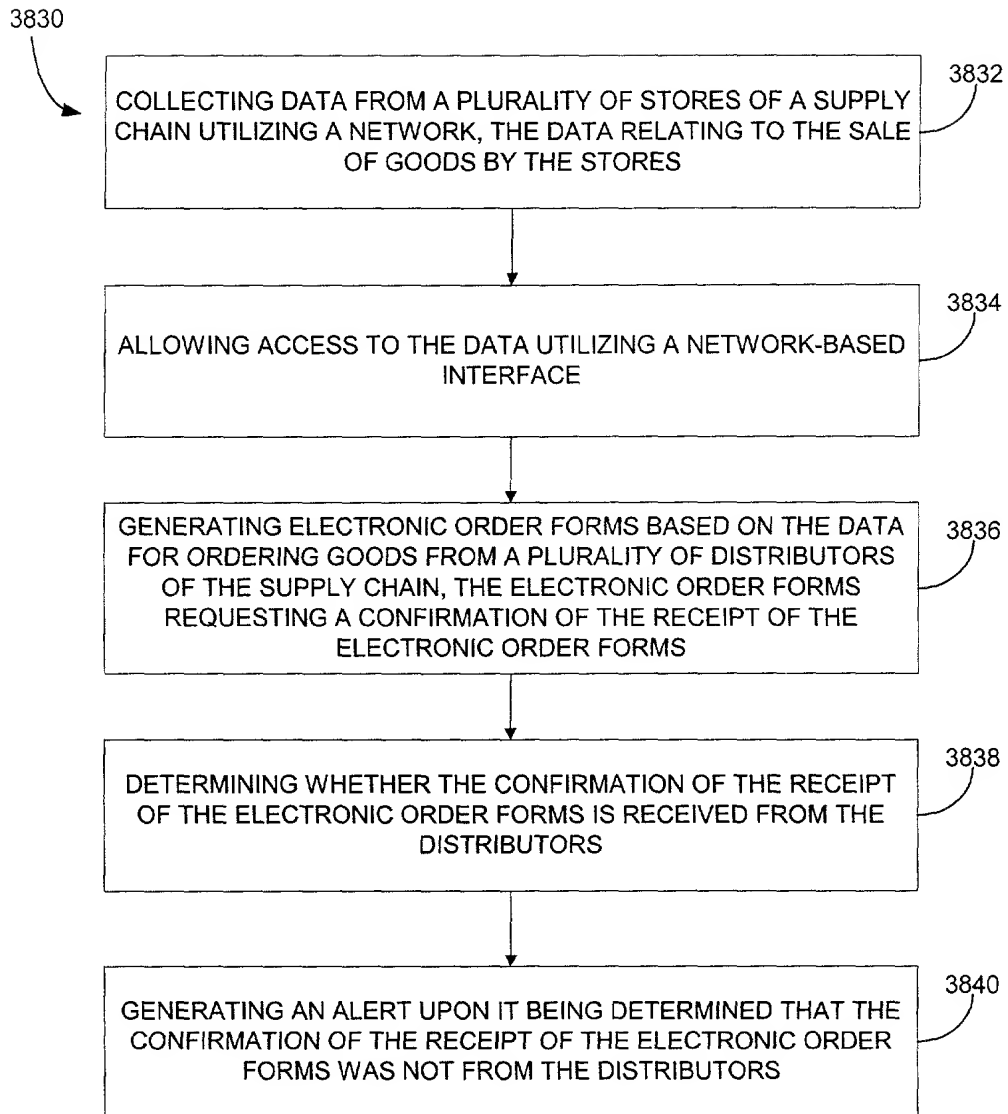 3830
COLLECTING DATA FROM A PLURALITY OF STORES OF A SUPPLY
CHAIN UTILIZING A NETWORK, THE DATA RELATING TO THE SALE
OF GOODS BY THE STORES
3832
ALLOWING ACCESS TO THE DATA UTILIZING A NETWORK-BASED
INTERFACE
3834
GENERATING ELECTRONIC ORDER FORMS BASED ON THE DATA
FOR ORDERING GOODS FROM A PLURALITY OF DISTRIBUTORS
OF THE SUPPLY CHAIN, THE ELECTRONIC ORDER FORMS
REQUESTING A CONFIRMATION OF THE RECEIPT OF THE
ELECTRONIC ORDER FORMS
3836
DETERMINING WHETHER THE CONFIRMATION OF THE RECEIPT
OF THE ELECTRONIC ORDER FORMS IS RECEIVED FROM THE
DISTRIBUTORS
3838
GENERATING AN ALERT UPON IT BEING DETERMINED THAT THE
CONFIRMATION OF THE RECEIPT OF THE ELECTRONIC ORDER
FORMS WAS NOT FROM THE DISTRIBUTORS
3840